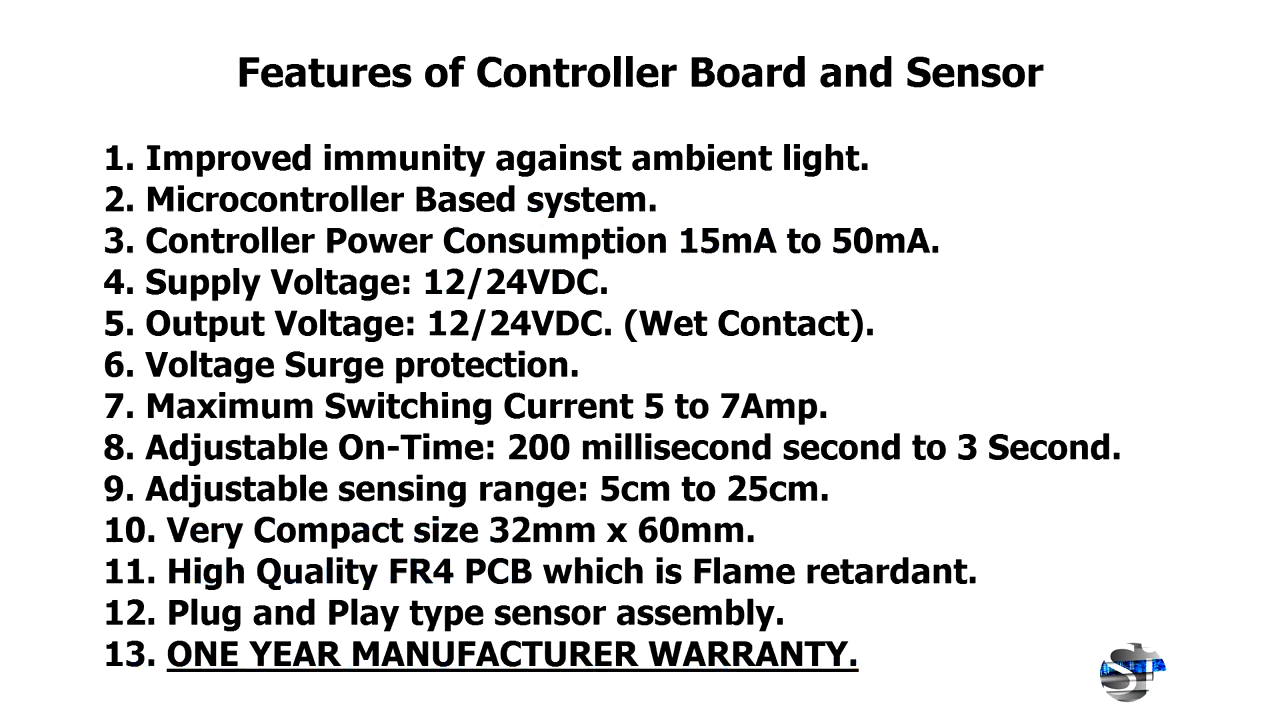 Features of Controller Board and Sensor
1. Improved immunity against ambient light.
2. Microcontroller Based system.
3. Controller Power Consumption 15mA to 50mA.
4. Supply Voltage: 12/24VDC.
5. Output Voltage: 12/24VDC. (Wet Contact).
6. Voltage Surge protection.
7. Maximum Switching Current 5 to 7Amp.
8. Adjustable On-Time: 200 millisecond second to 3 Second.
9. Adjustable sensing range: 5cm to 25cm.
10. Very Compact size 32mm x 60mm.
11. High Quality FR4 PCB which is Flame retardant.
12. Plug and Play type sensor assembly.
13. ONE YEAR MANUFACTURER WARRANTY.